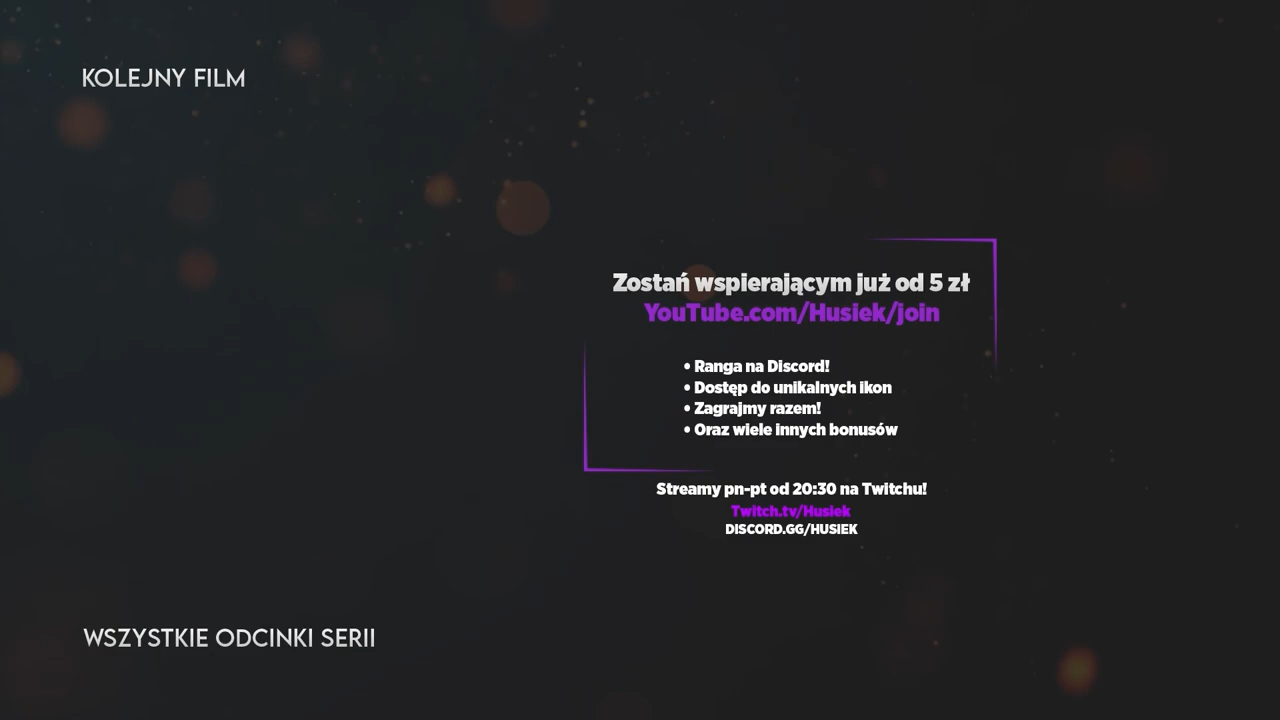 KOLEJNY FILM
Zostań wspierającym już od 5 zł
YouTube.com/Husiek/join
• Ranga na Discord!
• Dostęp do unikalnych ikon
• Zagrajmy razem!
• Oraz wiele innych bonusów
Streamy pn-pt od 20:30 na Twitchu!
Twitch.tv/Husiek
DISCORD.GG/HUSIEK
WSZYSTKIE ODCINKI SERII